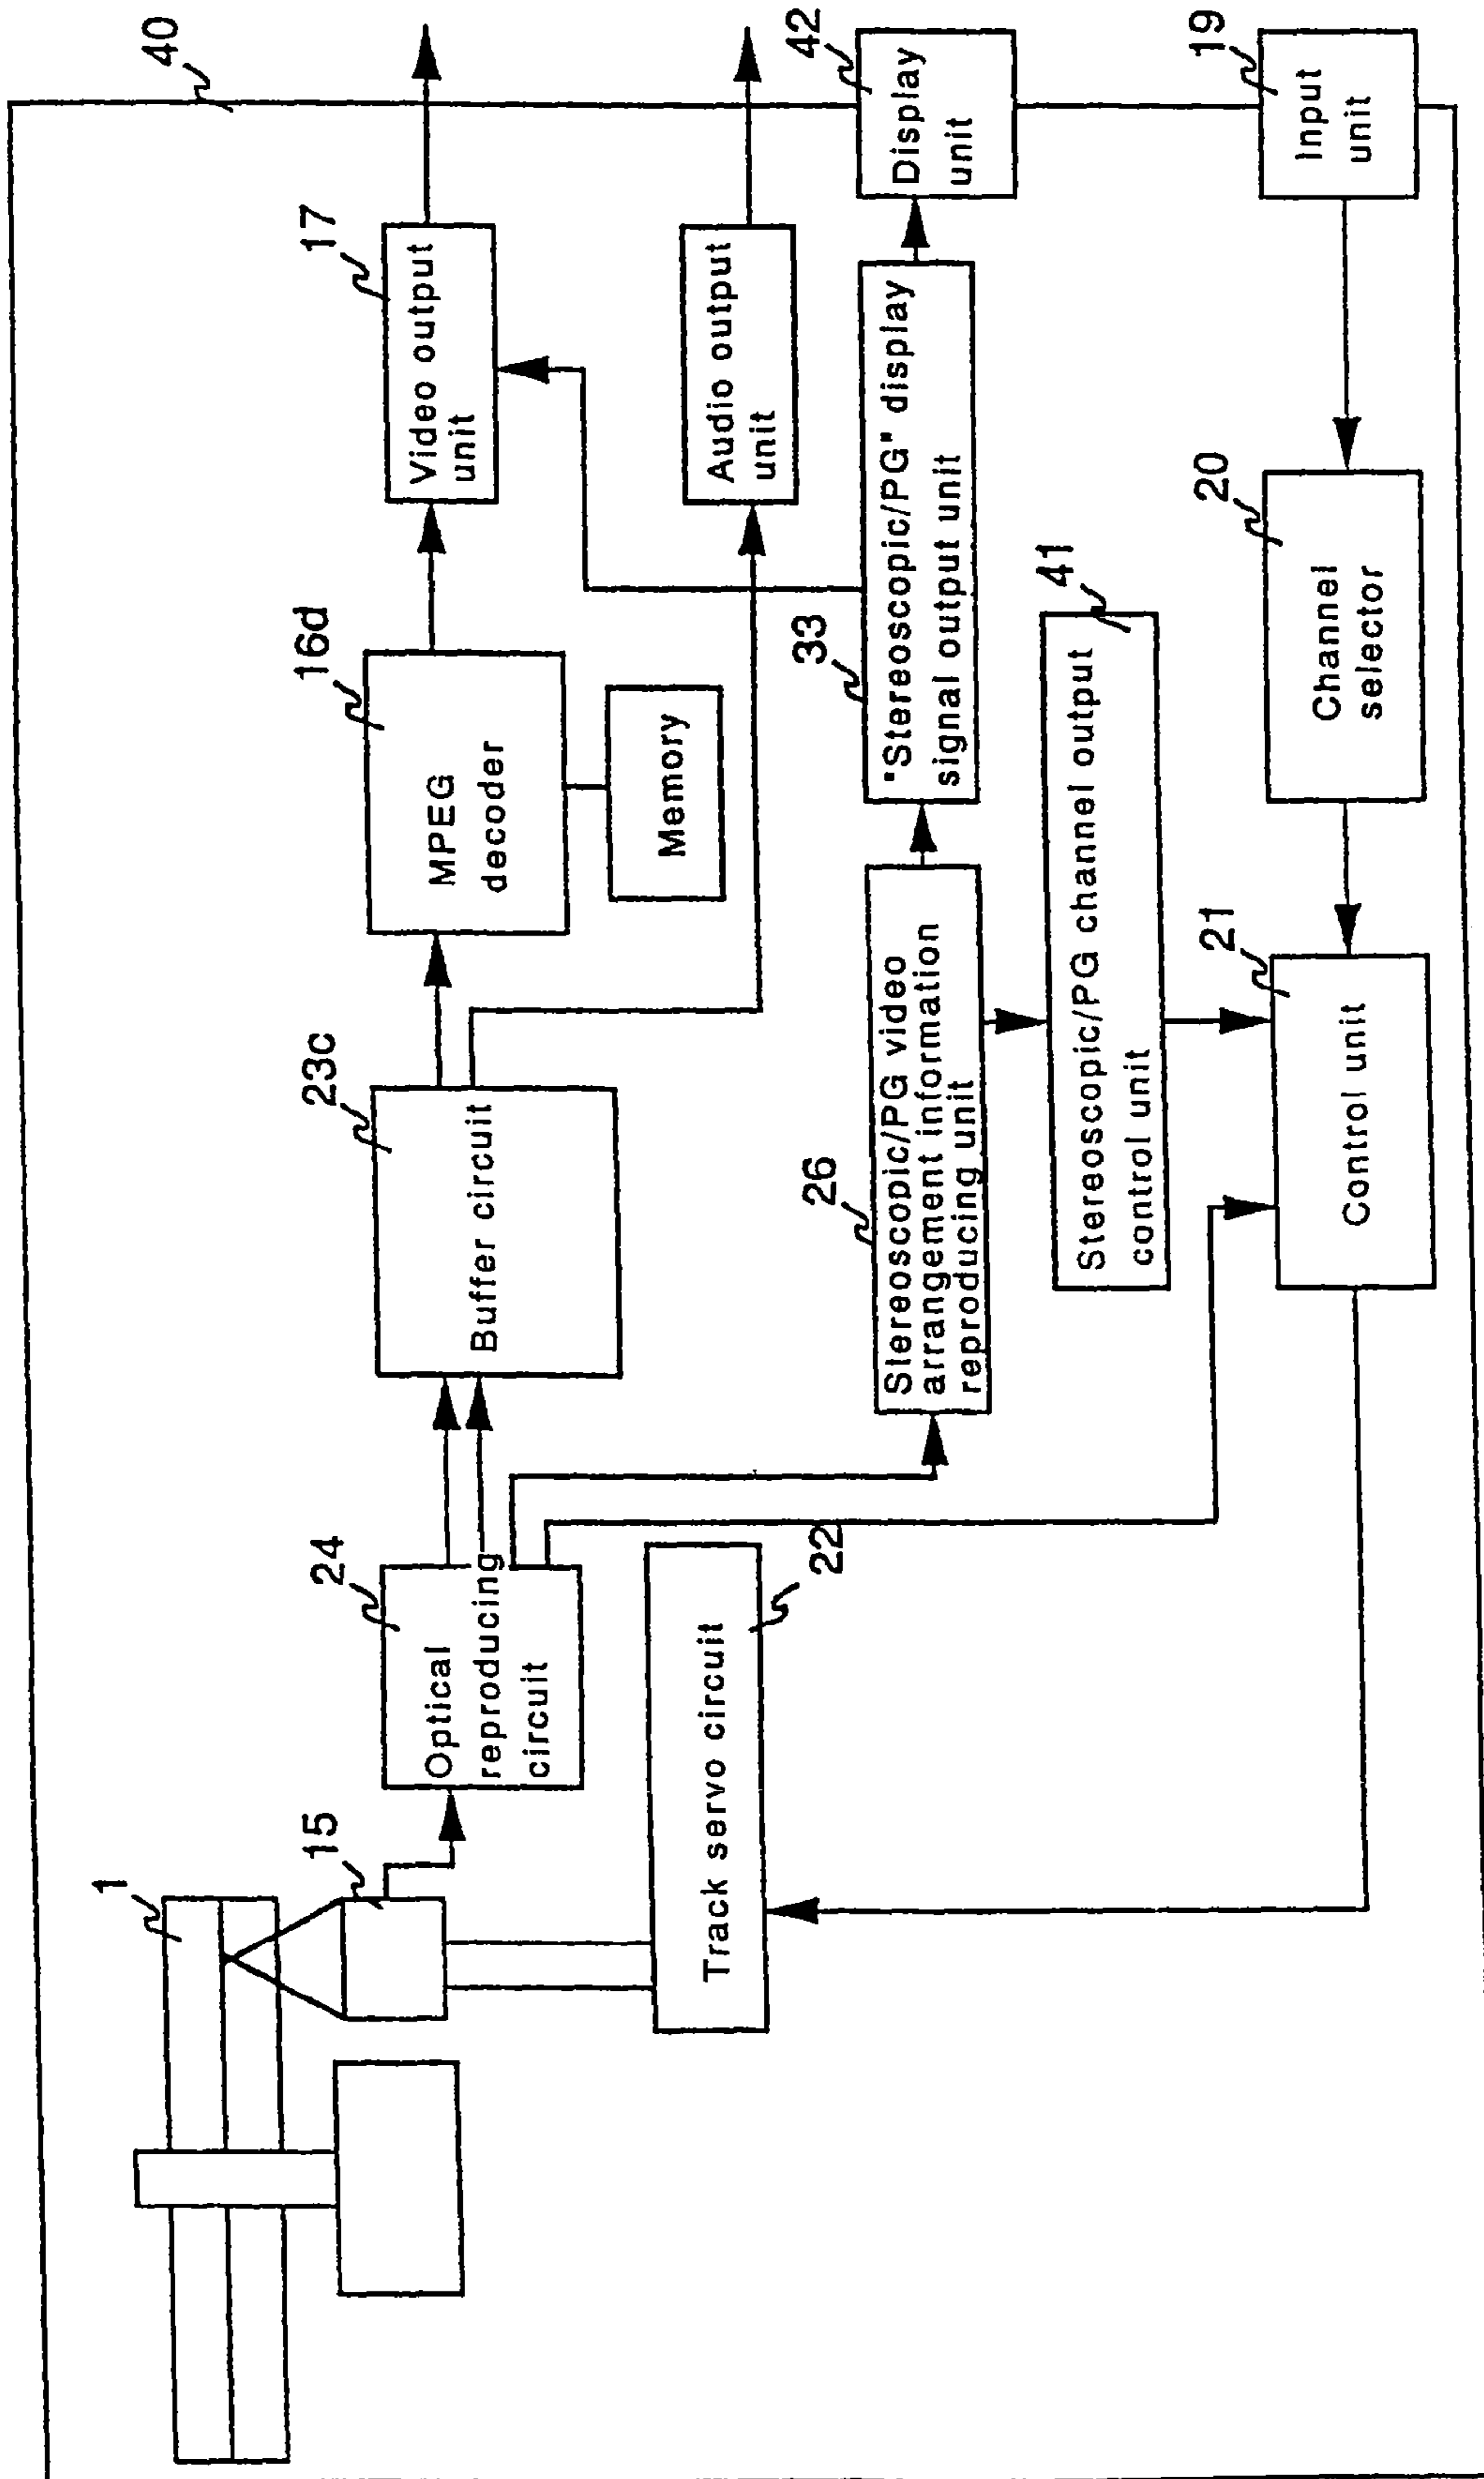 40
1
15
24
Optical
reproducing
circuit
23c
Buffer circuit
16d
MPEG
decoder
Memory
17
Video output
unit
Audio output
unit
22
Track servo circuit
26
Stereoscopic/PG video
arrangement information
reproducing unit
33
"Stereoscopic/PG" display
signal output unit
42
Display
unit
41
Stereoscopic/PG channel output
control unit
21
Control unit
20
Channel
selector
19
Input
unit